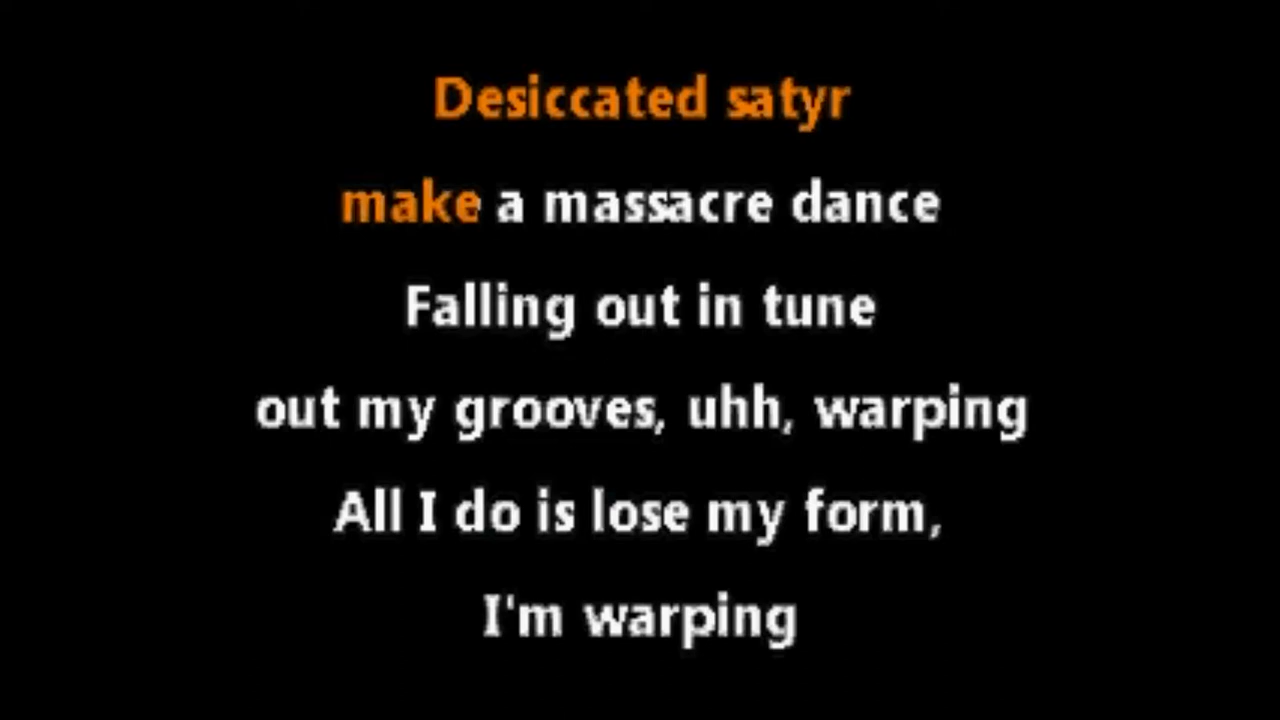 Desiccated satyr
make a massacre dance
Falling out in tune
out my grooves, uhh, warping
All I do is lose my form,
I'm warping